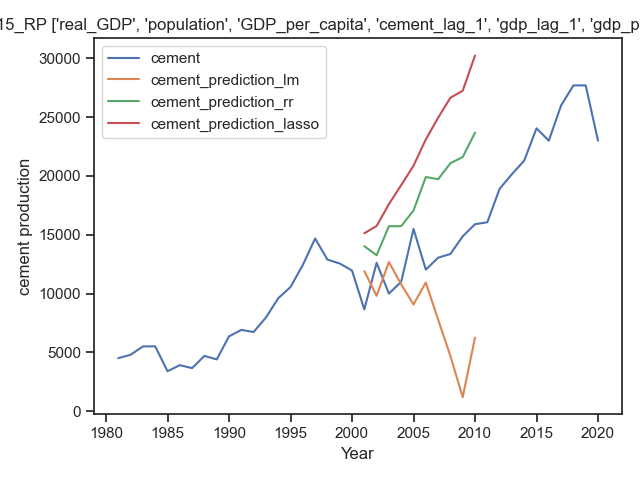 15_RP ['real_GDP', 'population', 'GDP_per_capita', 'cement_lag_1', 'gdp_lag_1', 'gdp_p
cement
cement_prediction_lm
cement_prediction_rr
cement_prediction_lasso
30000
25000
20000
15000
10000
5000
0
cement production
1980 1985 1990 1995 2000 2005 2010 2015 2020
Year